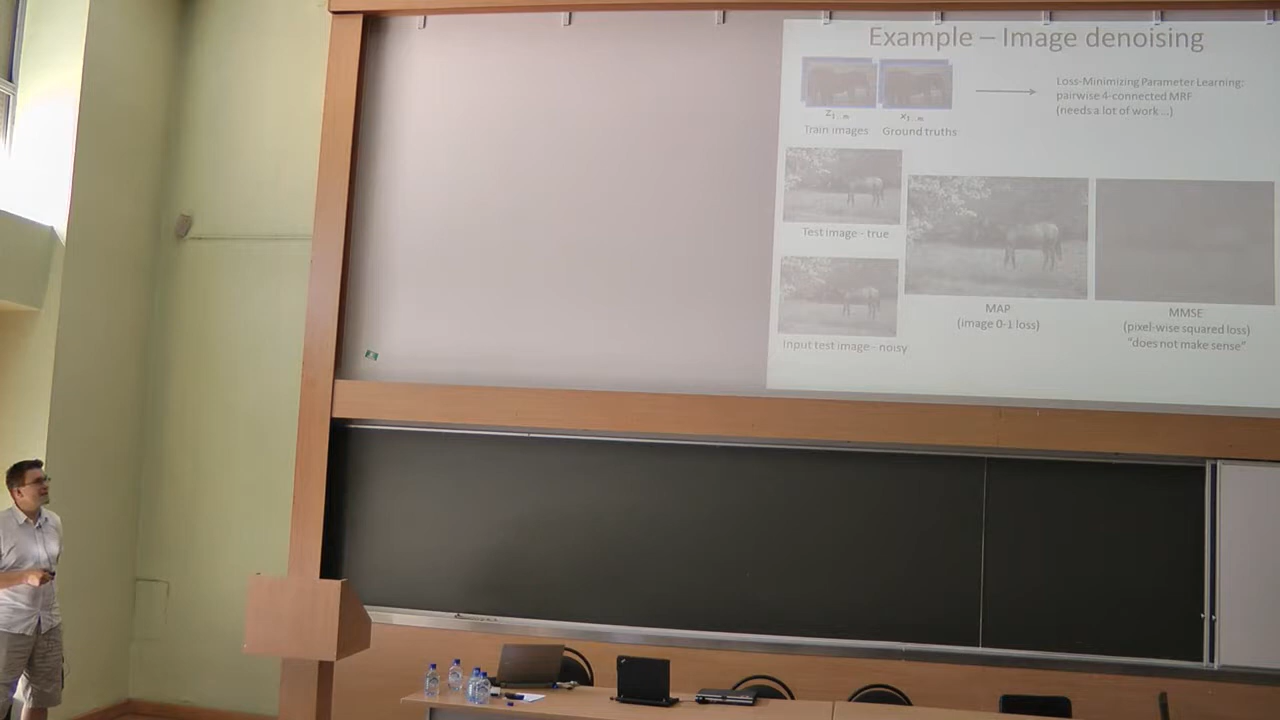 Example – Image denoising
Loss-Minimizing Parameter Learning:
pairwise 4-connected MRF
(needs a lot of work ...)
z₁..m
x₁..m
Train images
Ground truths
Test image - true
Input test image - noisy
MAP
(image 0-1 loss)
MMSE
(pixel-wise squared loss)
"does not make sense"